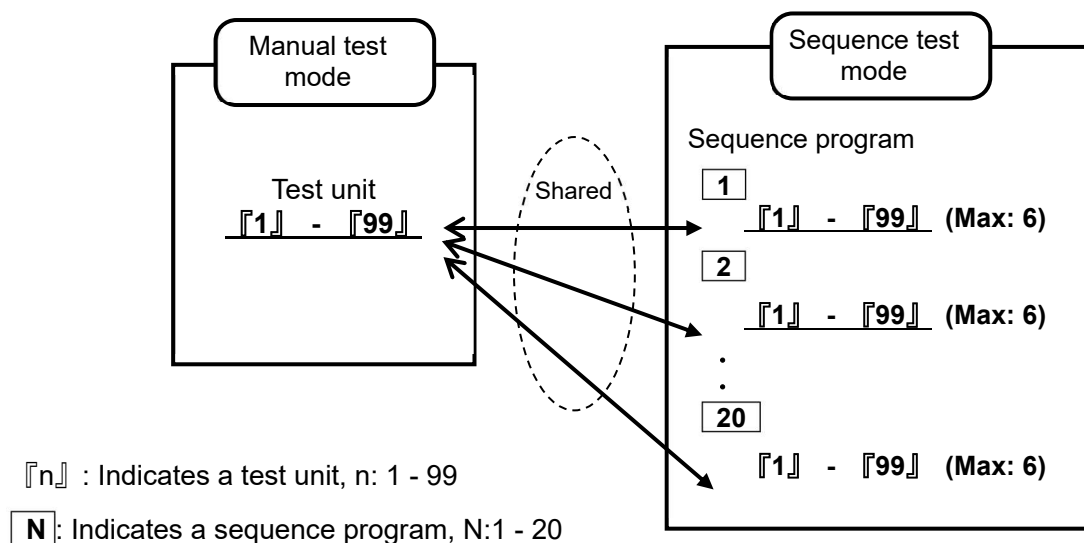 Manual test
mode
Test unit
『1』 - 『99』
Shared
Sequence test
mode
Sequence program
1
『1』 - 『99』 (Max: 6)
2
『1』 - 『99』 (Max: 6)
.
.
20
『1』 - 『99』 (Max: 6)
『n』 : Indicates a test unit, n: 1 - 99
N: Indicates a sequence program, N:1 - 20